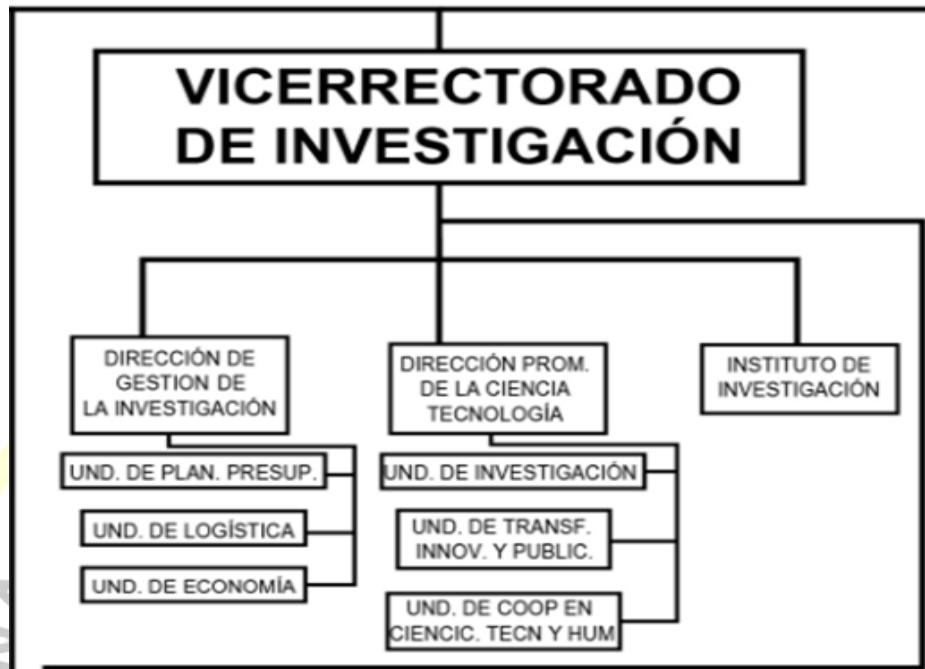 VICERRECTORADO
DE INVESTIGACIÓN
DIRECCIÓN DE
GESTION DE
LA INVESTIGACIÓN
UND. DE PLAN. PRESUP.
UND. DE LOGÍSTICA
UND. DE ECONOMÍA
DIRECCIÓN PROM.
DE LA CIENCIA
TECNOLOGÍA
UND. DE INVESTIGACIÓN
UND. DE TRANSF.
INNOV. Y PUBLIC.
UND. DE COOP EN
CIENCIC. TECN Y HUM
INSTITUTO DE
INVESTIGACIÓN